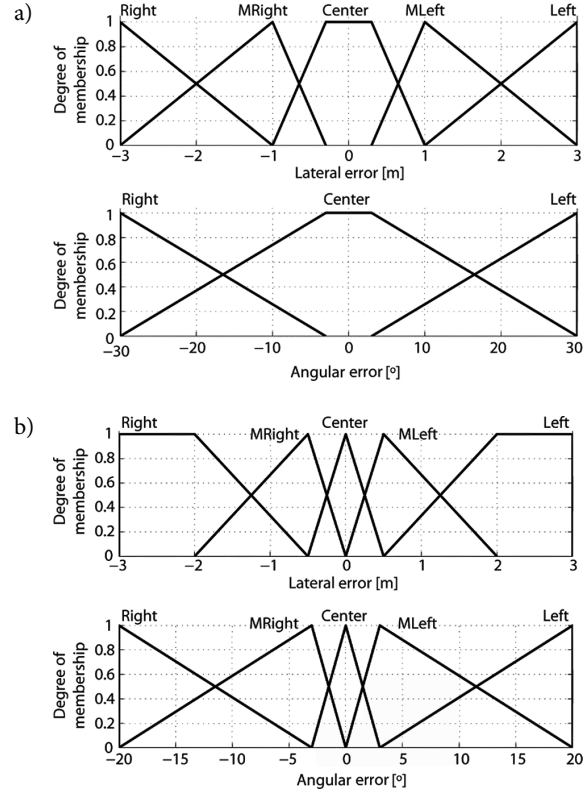 a)
Right MRight Center MLeft Left
Degree of
membership
1
0.8
0.6
0.4
0.2
0
−3 −2 −1 0 1 2 3
Lateral error [m]
Right Center Left
Degree of
membership
1
0.8
0.6
0.4
0.2
0
−30 −20 −10 0 10 20 30
Angular error [º]
b)
Right MRight Center MLeft Left
Degree of
membership
1
0.8
0.6
0.4
0.2
0
−3 −2 −1 0 1 2 3
Lateral error [m]
Right MRight Center MLeft Left
Degree of
membership
1
0.8
0.6
0.4
0.2
0
−20 −15 −10 −5 0 5 10 15 20
Angular error [º]